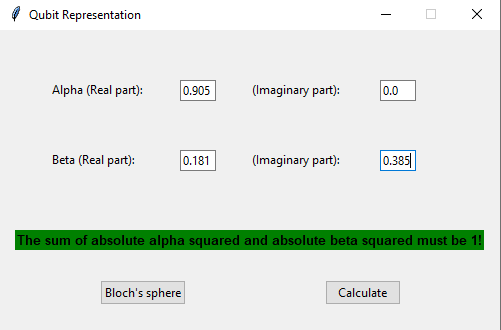 Qubit Representation
Alpha (Real part): 0.905 (Imaginary part): 0.0
Beta (Real part): 0.181 (Imaginary part): 0.385
The sum of absolute alpha squared and absolute beta squared must be 1!
Bloch's sphere Calculate